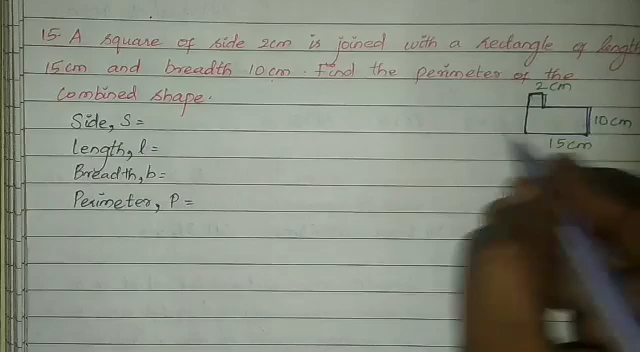 15. A square of side 2cm is joined with a rectangle of length
15cm and breadth 10cm. Find the perimeter of the
combined shape.
2cm
10cm
15cm
Side, S =
Length, l =
Breadth, b =
Perimeter, P =